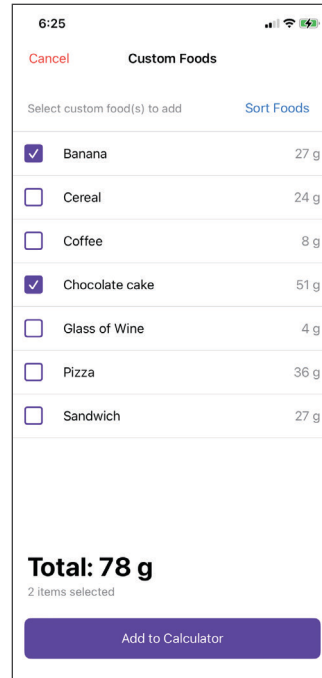 6:25
Cancel Custom Foods
Select custom food(s) to add Sort Foods
Banana 27 g
Cereal 24 g
Coffee 8 g
Chocolate cake 51 g
Glass of Wine 4 g
Pizza 36 g
Sandwich 27 g
Total: 78 g
2 items selected
Add to Calculator